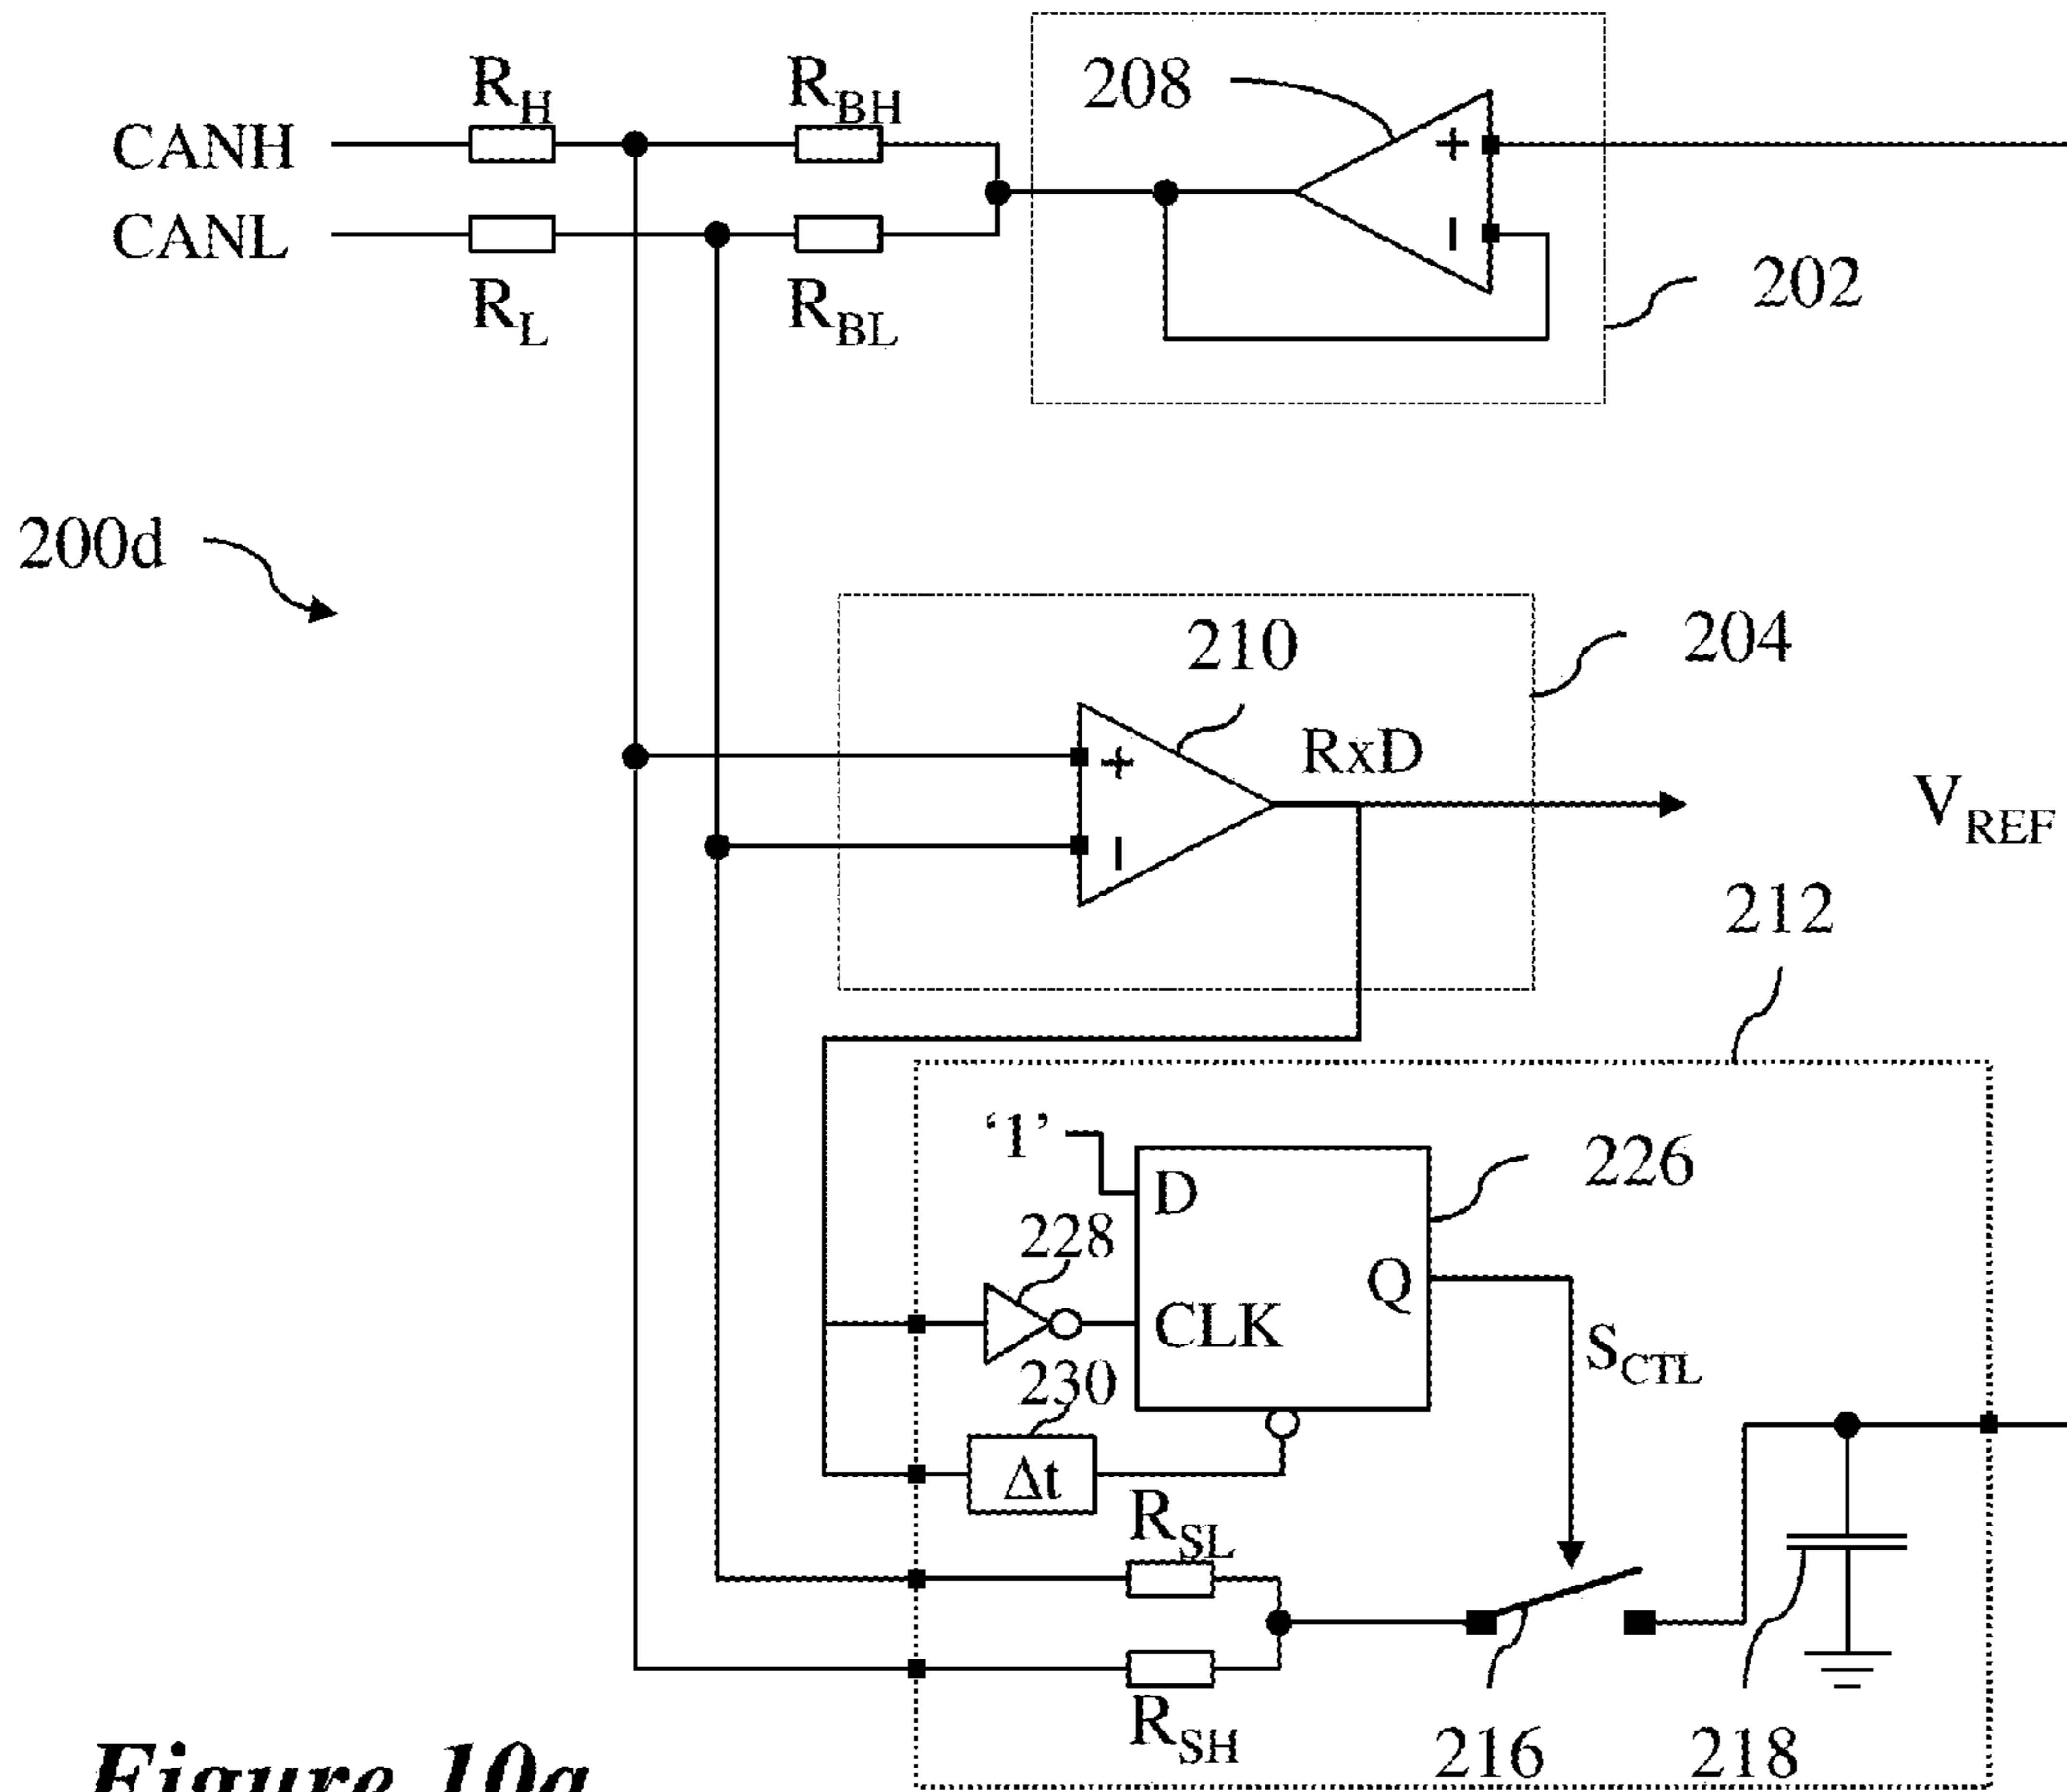 R_H
R_BH
208
+
CANH
CANL
−
R_L
R_BL
202
200d
210
204
RxD
+
−
V_REF
212
'1'
D
226
228
Q
CLK
S_CTL
230
Δt
R_SL
R_SH
216
218
Figure 10a